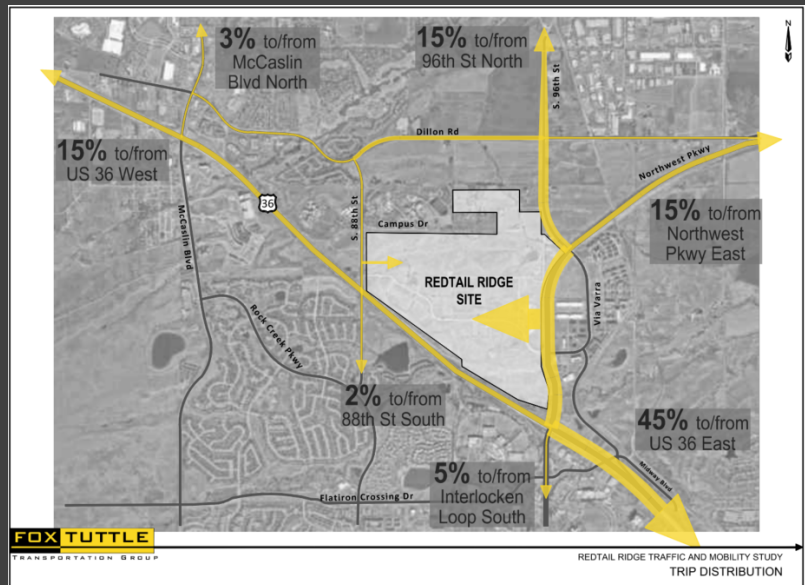 3% to/from
McCaslin
Blvd North
15% to/from
96th St North
N
S. 96th St
Dillon Rd
15% to/from
US 36 West
36
Northwest Pkwy
McCaslin Blvd
S. 88th St
Campus Dr
15% to/from
Northwest
Pkwy East
REDTAIL RIDGE
SITE
Via Varra
Rock Creek Pkwy
2% to/from
88th St South
45% to/from
US 36 East
5% to/from
Interlocken
Loop South
Midway Blvd
Flatiron Crossing Dr
FOX TUTTLE
TRANSPORTATION GROUP
REDTAIL RIDGE TRAFFIC AND MOBILITY STUDY
TRIP DISTRIBUTION